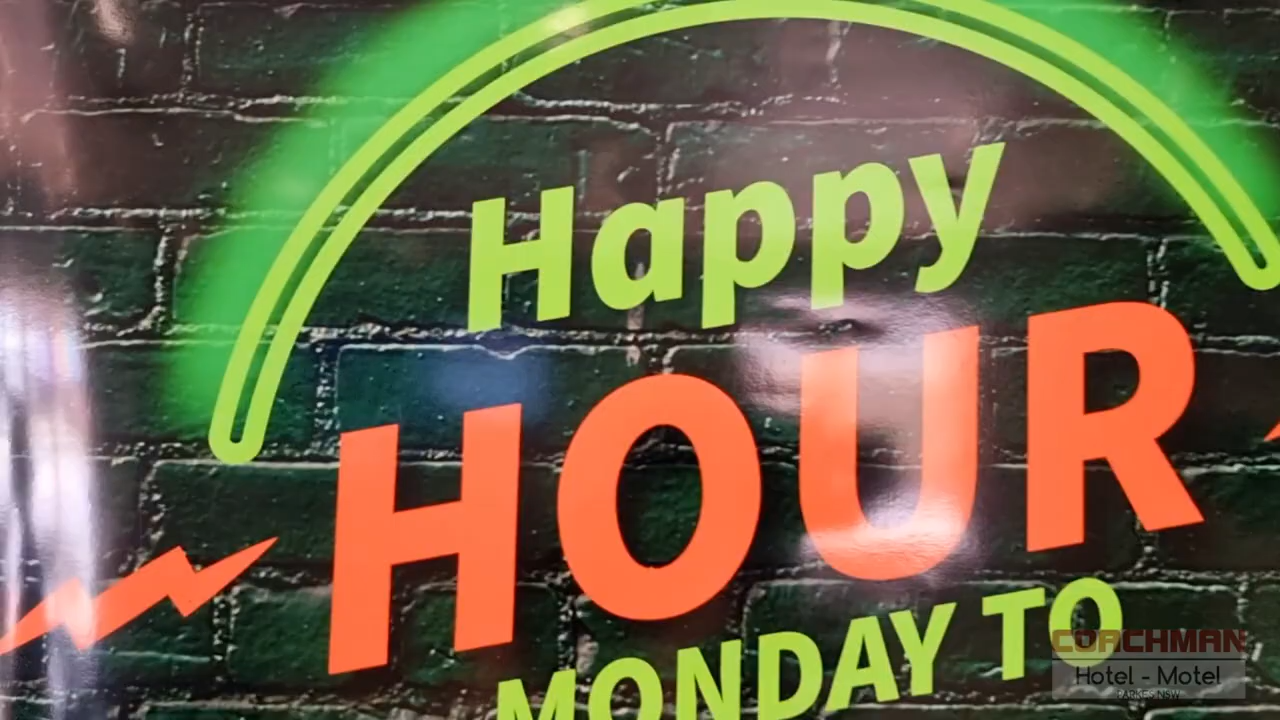 Happy
HOUR
MONDAY TO
COACHMAN
Hotel - Motel
PARKES NSW